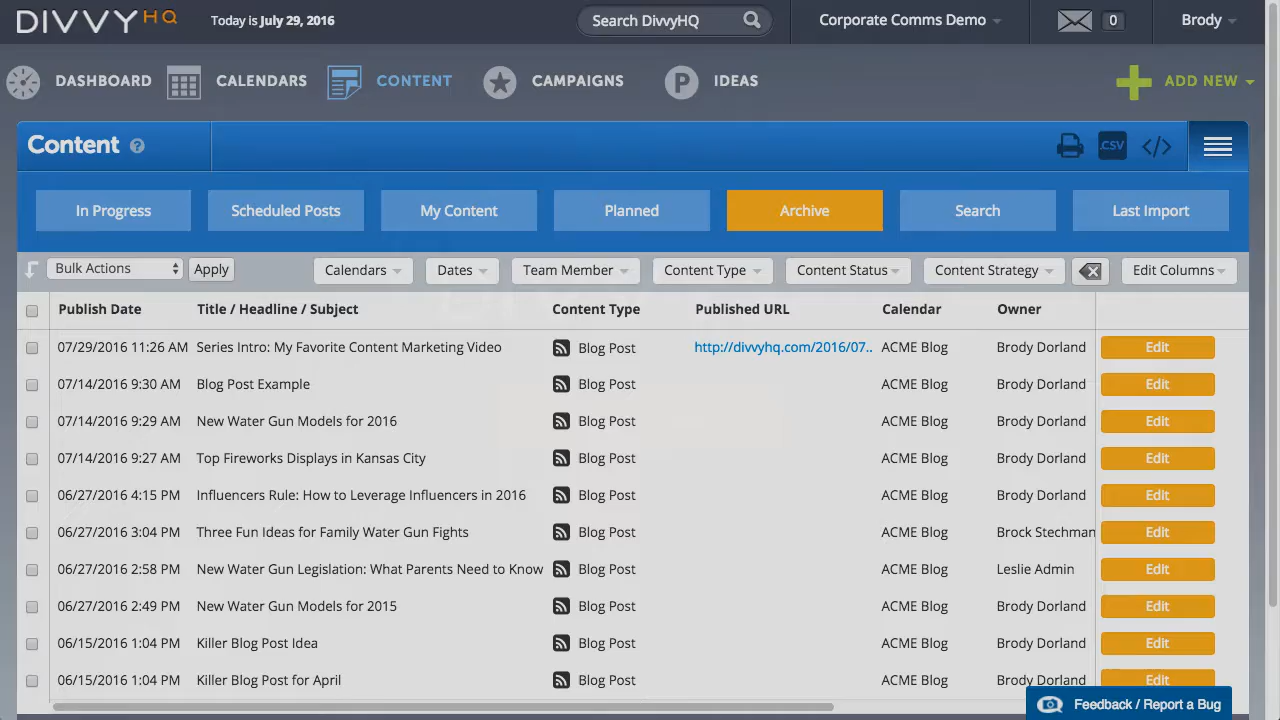 DIVVYHQ Today is July 29, 2016 Search DivvyHQ Corporate Comms Demo 0 Brody
DASHBOARD CALENDARS CONTENT CAMPAIGNS P IDEAS ADD NEW
Content ? .CSV </>
In Progress Scheduled Posts My Content Planned Archive Search Last Import
Bulk Actions Apply Calendars Dates Team Member Content Type Content Status Content Strategy Edit Columns
Publish Date Title / Headline / Subject Content Type Published URL Calendar Owner
07/29/2016 11:26 AM Series Intro: My Favorite Content Marketing Video Blog Post http://divvyhq.com/2016/07.. ACME Blog Brody Dorland Edit
07/14/2016 9:30 AM Blog Post Example Blog Post ACME Blog Brody Dorland Edit
07/14/2016 9:29 AM New Water Gun Models for 2016 Blog Post ACME Blog Brody Dorland Edit
07/14/2016 9:27 AM Top Fireworks Displays in Kansas City Blog Post ACME Blog Brody Dorland Edit
06/27/2016 4:15 PM Influencers Rule: How to Leverage Influencers in 2016 Blog Post ACME Blog Brody Dorland Edit
06/27/2016 3:04 PM Three Fun Ideas for Family Water Gun Fights Blog Post ACME Blog Brock Stechman Edit
06/27/2016 2:58 PM New Water Gun Legislation: What Parents Need to Know Blog Post ACME Blog Leslie Admin Edit
06/27/2016 2:49 PM New Water Gun Models for 2015 Blog Post ACME Blog Brody Dorland Edit
06/15/2016 1:04 PM Killer Blog Post Idea Blog Post ACME Blog Brody Dorland Edit
06/15/2016 1:04 PM Killer Blog Post for April Blog Post ACME Blog Brody Dorland Edit
Feedback / Report a Bug